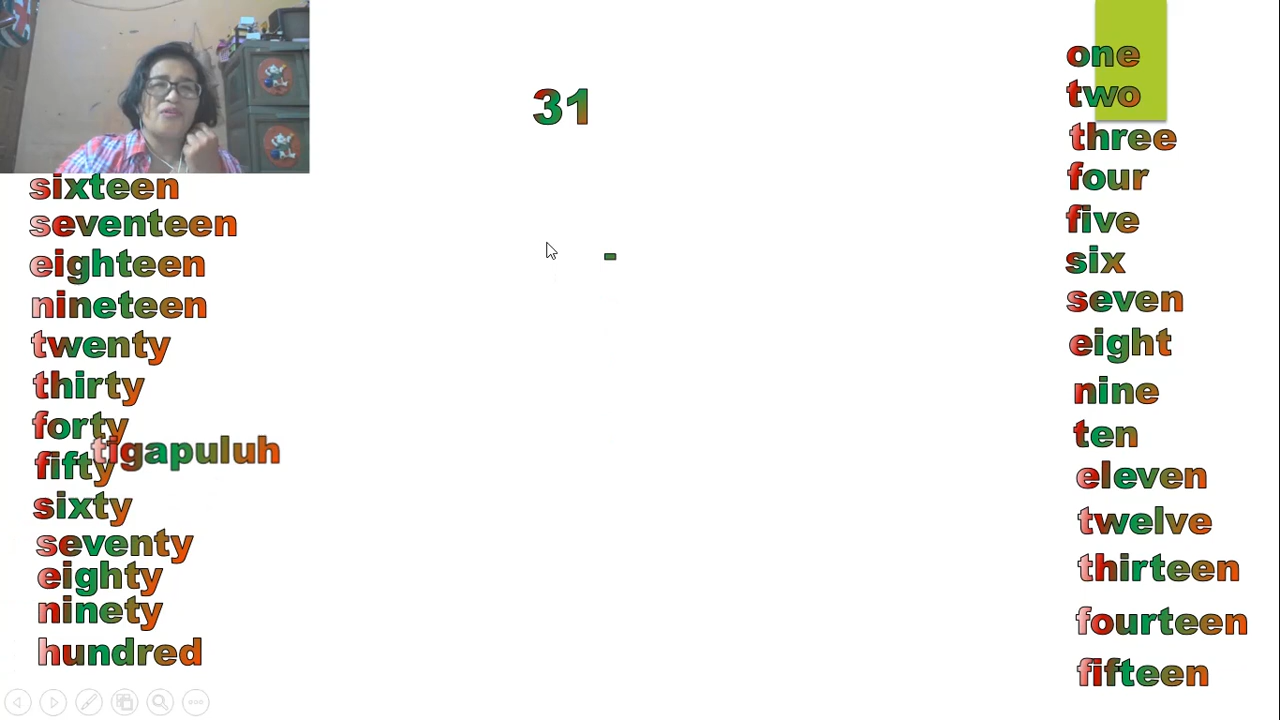 31
-
sixteen
seventeen
eighteen
nineteen
twenty
thirty
forty
tigapuluh
fifty
sixty
seventy
eighty
ninety
hundred
one
two
three
four
five
six
seven
eight
nine
ten
eleven
twelve
thirteen
fourteen
fifteen